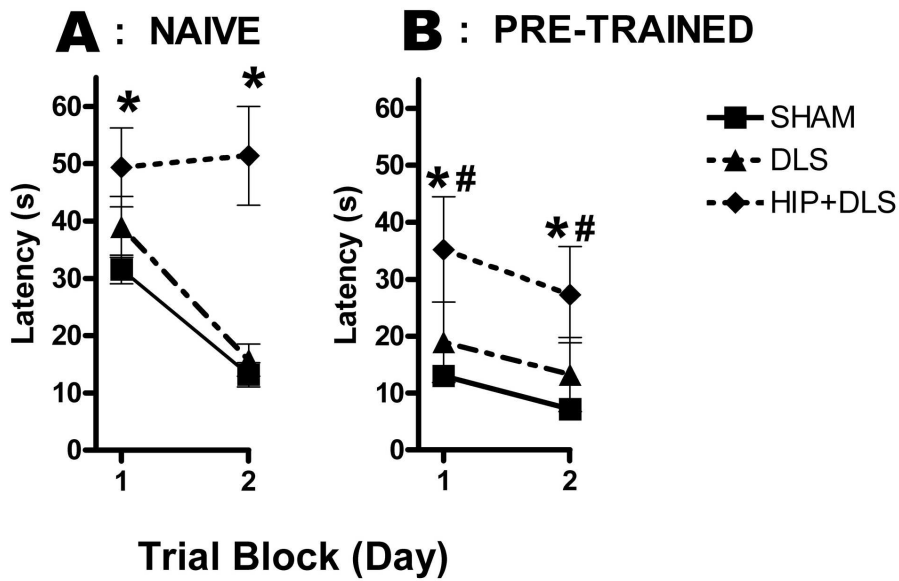 A : NAIVE
B : PRE-TRAINED
Latency (s)
60
50
40
30
20
10
0
*
*
1
2
Latency (s)
60
50
40
30
20
10
0
*#
*#
1
2
SHAM
DLS
HIP+DLS
Trial Block (Day)